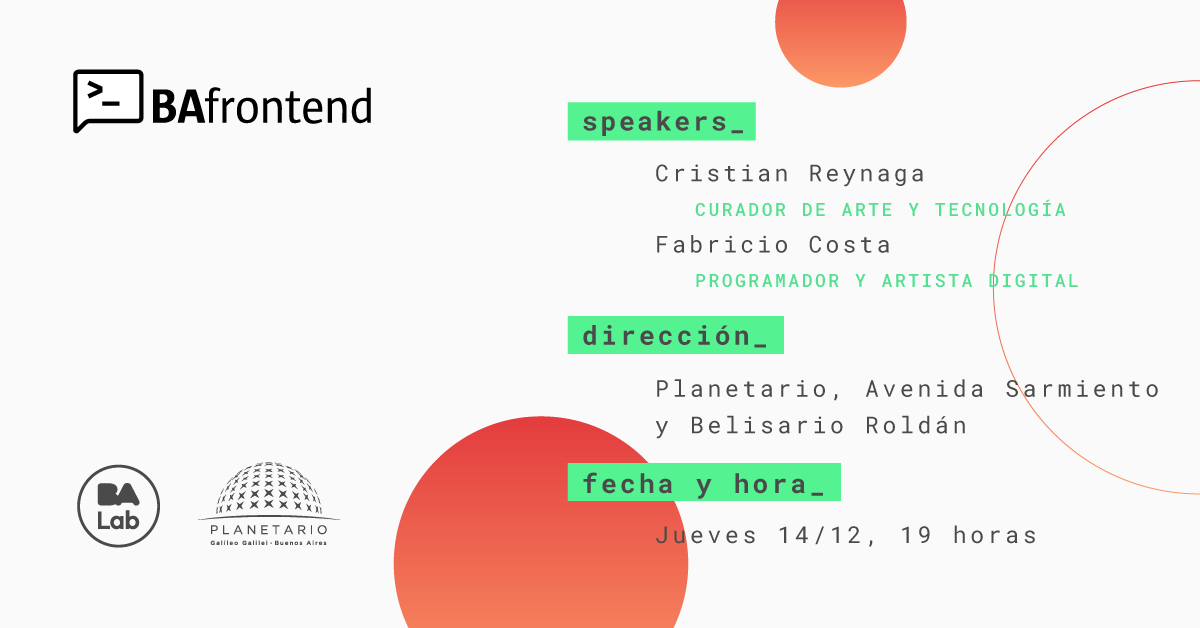 >_ BAfrontend
speakers_
Cristian Reynaga
CURADOR DE ARTE Y TECNOLOGÍA
Fabricio Costa
PROGRAMADOR Y ARTISTA DIGITAL
dirección_
Planetario, Avenida Sarmiento
y Belisario Roldán
fecha y hora_
Jueves 14/12, 19 horas
BA
Lab
PLANETARIO
Galileo Galilei - Buenos Aires